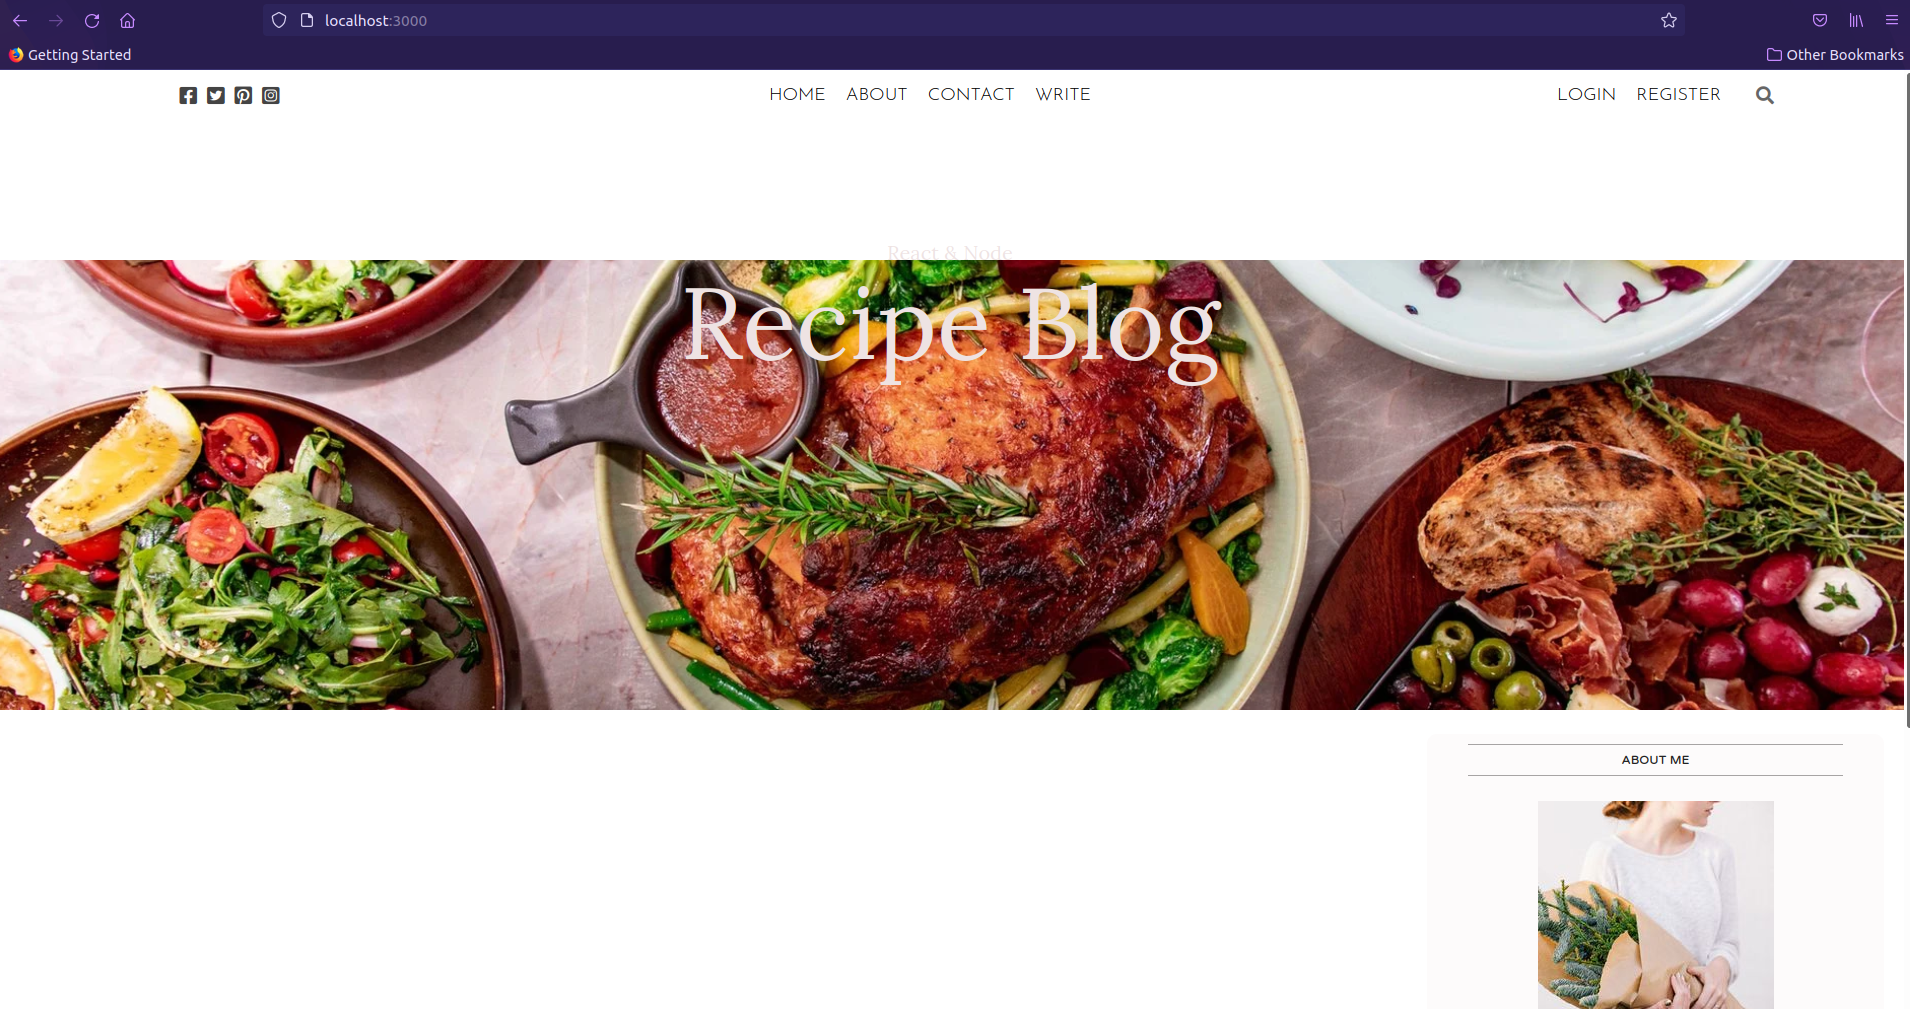 localhost:3000
Getting Started
Other Bookmarks
HOME ABOUT CONTACT WRITE
LOGIN REGISTER
React & Node
Recipe Blog
ABOUT ME